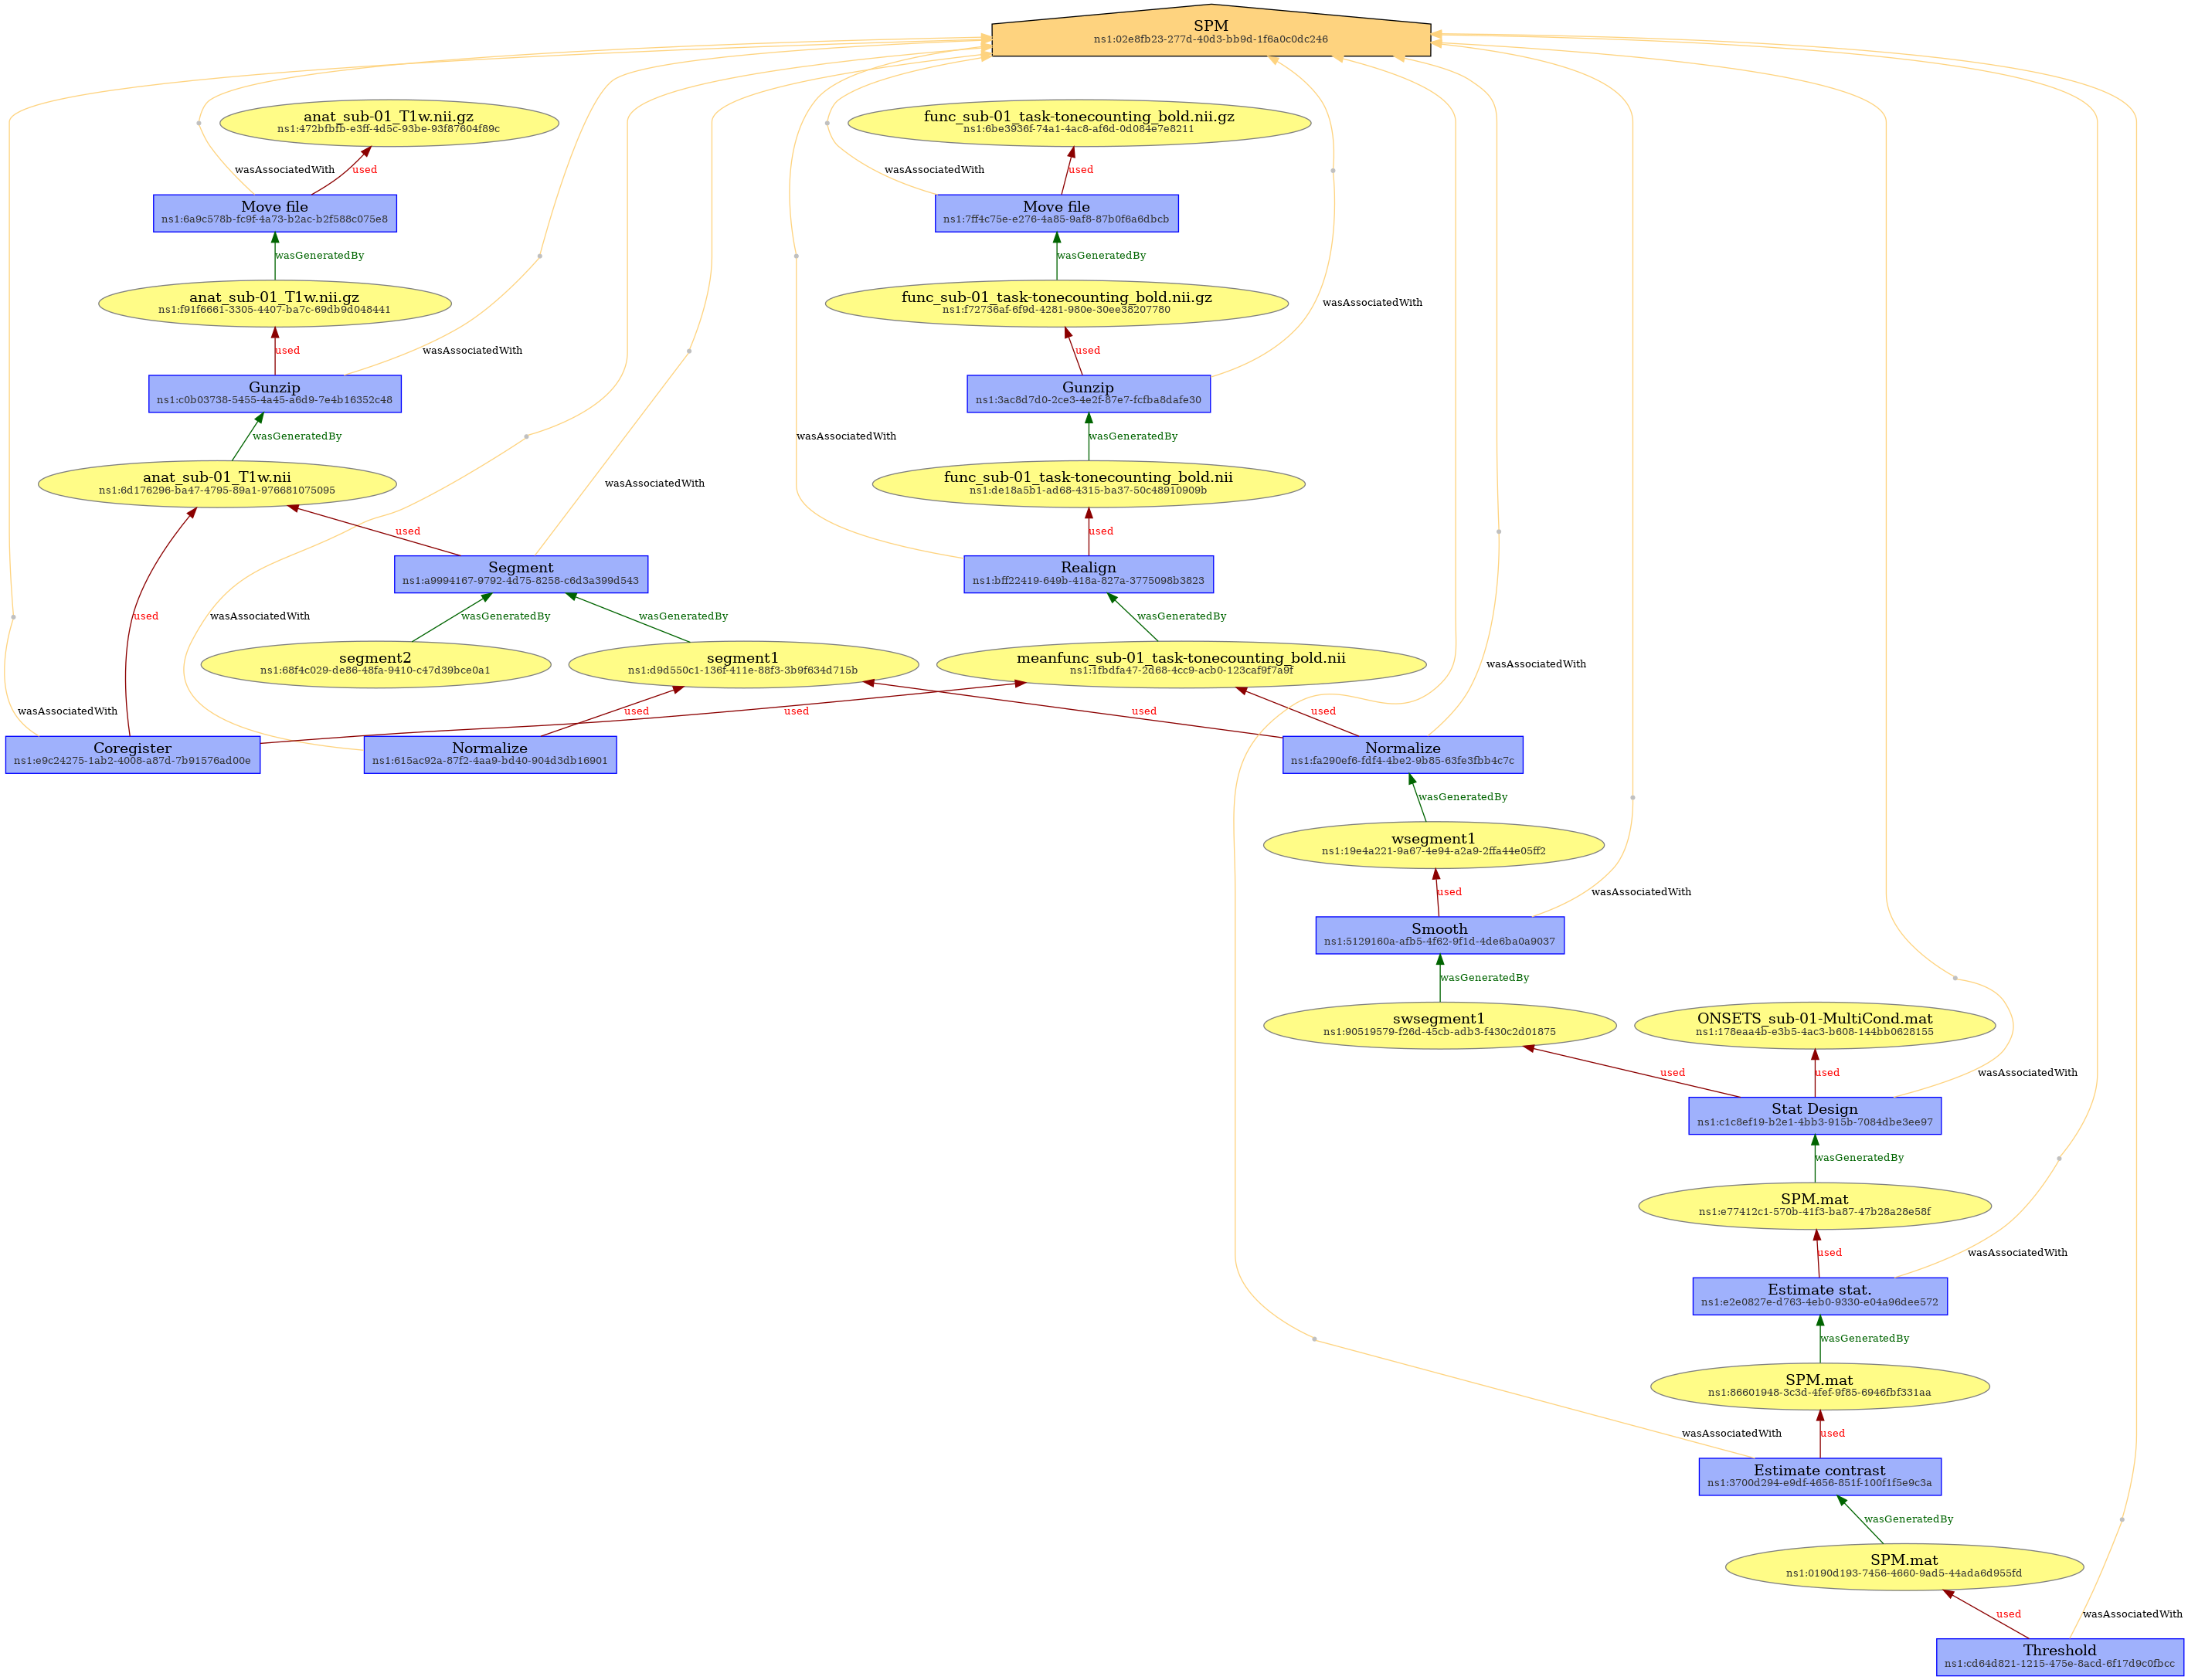 SPM
ns1:02e8fb23-277d-40d3-bb9d-1f6a0c0dc246
anat_sub-01_T1w.nii.gz
ns1:472bfbfb-e3ff-4d5c-93be-93f87604f89c
func_sub-01_task-tonecounting_bold.nii.gz
ns1:6be3936f-74a1-4ac8-af6d-0d084e7e8211
wasAssociatedWith
used
wasAssociatedWith
used
Move file
ns1:6a9c578b-fc9f-4a73-b2ac-b2f588c075e8
Move file
ns1:7ff4c75e-e276-4a85-9af8-87b0f6a6dbcb
wasGeneratedBy
wasGeneratedBy
anat_sub-01_T1w.nii.gz
ns1:f91f6661-3305-4407-ba7c-69db9d048441
func_sub-01_task-tonecounting_bold.nii.gz
ns1:f72736af-6f9d-4281-980e-30ee38207780
wasAssociatedWith
used
wasAssociatedWith
used
Gunzip
ns1:c0b03738-5455-4a45-a6d9-7e4b16352c48
Gunzip
ns1:3ac8d7d0-2ce3-4e2f-87e7-fcfba8dafe30
wasGeneratedBy
wasAssociatedWith
wasGeneratedBy
anat_sub-01_T1w.nii
ns1:6d176296-ba47-4795-89a1-976681075095
wasAssociatedWith
func_sub-01_task-tonecounting_bold.nii
ns1:de18a5b1-ad68-4315-ba37-50c48910909b
used
used
Segment
ns1:a9994167-9792-4d75-8258-c6d3a399d543
Realign
ns1:bff22419-649b-418a-827a-3775098b3823
used
wasAssociatedWith
wasGeneratedBy
wasGeneratedBy
wasGeneratedBy
segment2
ns1:68f4c029-de86-48fa-9410-c47d39bce0a1
segment1
ns1:d9d550c1-136f-411e-88f3-3b9f634d715b
meanfunc_sub-01_task-tonecounting_bold.nii
ns1:1fbdfa47-2d68-4cc9-acb0-123caf9f7a9f
wasAssociatedWith
wasAssociatedWith
used
used
used
used
Coregister
ns1:e9c24275-1ab2-4008-a87d-7b91576ad00e
Normalize
ns1:615ac92a-87f2-4aa9-bd40-904d3db16901
Normalize
ns1:fa290ef6-fdf4-4be2-9b85-63fe3fbb4c7c
wasGeneratedBy
wsegment1
ns1:19e4a221-9a67-4e94-a2a9-2ffa44e05ff2
used
wasAssociatedWith
Smooth
ns1:5129160a-afb5-4f62-9f1d-4de6ba0a9037
wasGeneratedBy
swsegment1
ns1:90519579-f26d-45cb-adb3-f430c2d01875
ONSETS_sub-01-MultiCond.mat
ns1:178eaa4b-e3b5-4ac3-b608-144bb0628155
used
used
wasAssociatedWith
Stat Design
ns1:c1c8ef19-b2e1-4bb3-915b-7084dbe3ee97
wasGeneratedBy
SPM.mat
ns1:e77412c1-570b-41f3-ba87-47b28a28e58f
used
wasAssociatedWith
Estimate stat.
ns1:e2e0827e-d763-4eb0-9330-e04a96dee572
wasGeneratedBy
SPM.mat
ns1:86601948-3c3d-4fef-9f85-6946fbf331aa
wasAssociatedWith
used
Estimate contrast
ns1:3700d294-e9df-4656-851f-100f1f5e9c3a
wasGeneratedBy
SPM.mat
ns1:0190d193-7456-4660-9ad5-44ada6d955fd
used
wasAssociatedWith
Threshold
ns1:cd64d821-1215-475e-8acd-6f17d9c0fbcc